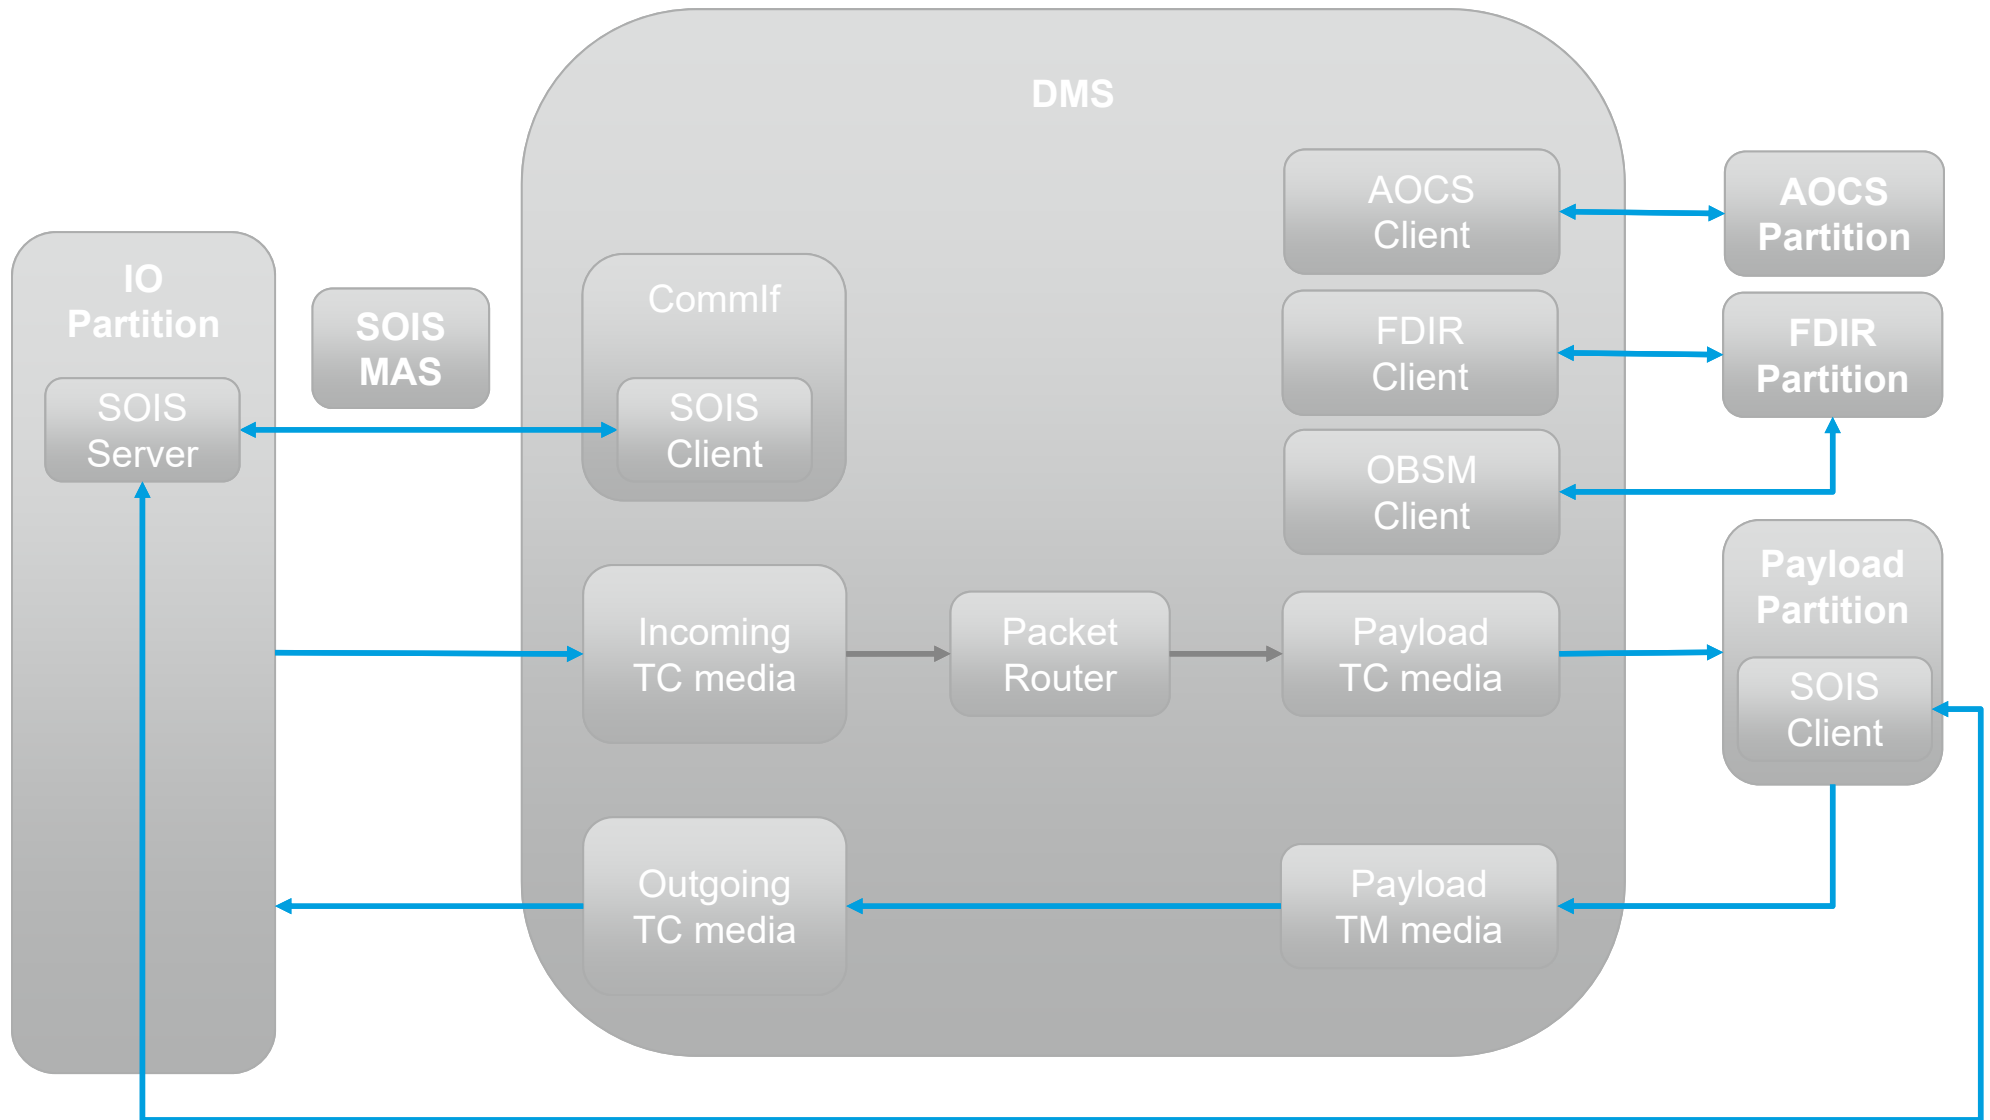 DMS
IO
Partition
SOIS
Server
SOIS
MAS
CommIf
SOIS
Client
AOCS
Client
AOCS
Partition
FDIR
Client
FDIR
Partition
OBSM
Client
Incoming
TC media
Packet
Router
Payload
TC media
Payload
Partition
SOIS
Client
Outgoing
TC media
Payload
TM media